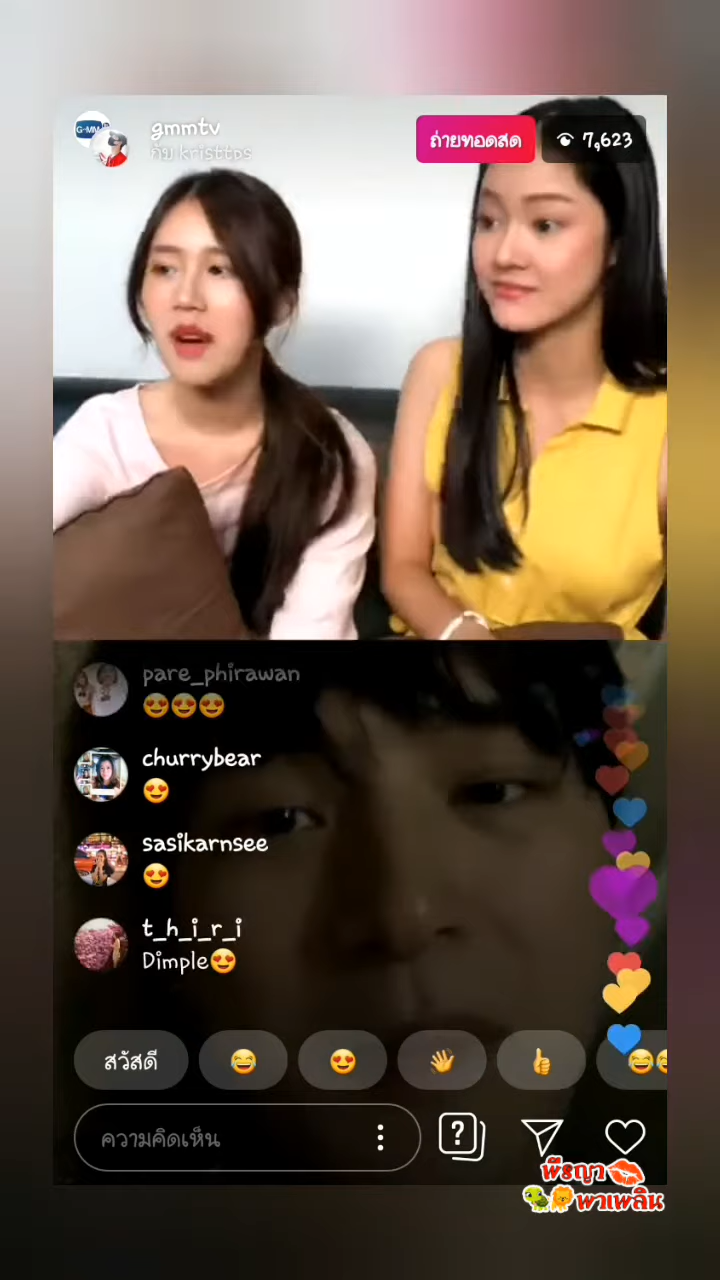 gmmtv
กับ kristtps
ถ่ายทอดสด
7,623
G-MM
pare_phirawan
😍😍😍
churrybear
😍
sasikarnsee
😍
t_h_i_r_i
Dimple😍
สวัสดี 😂 😍 👋 👍 😂
ความคิดเห็น
พีรญา
พาเพลิน